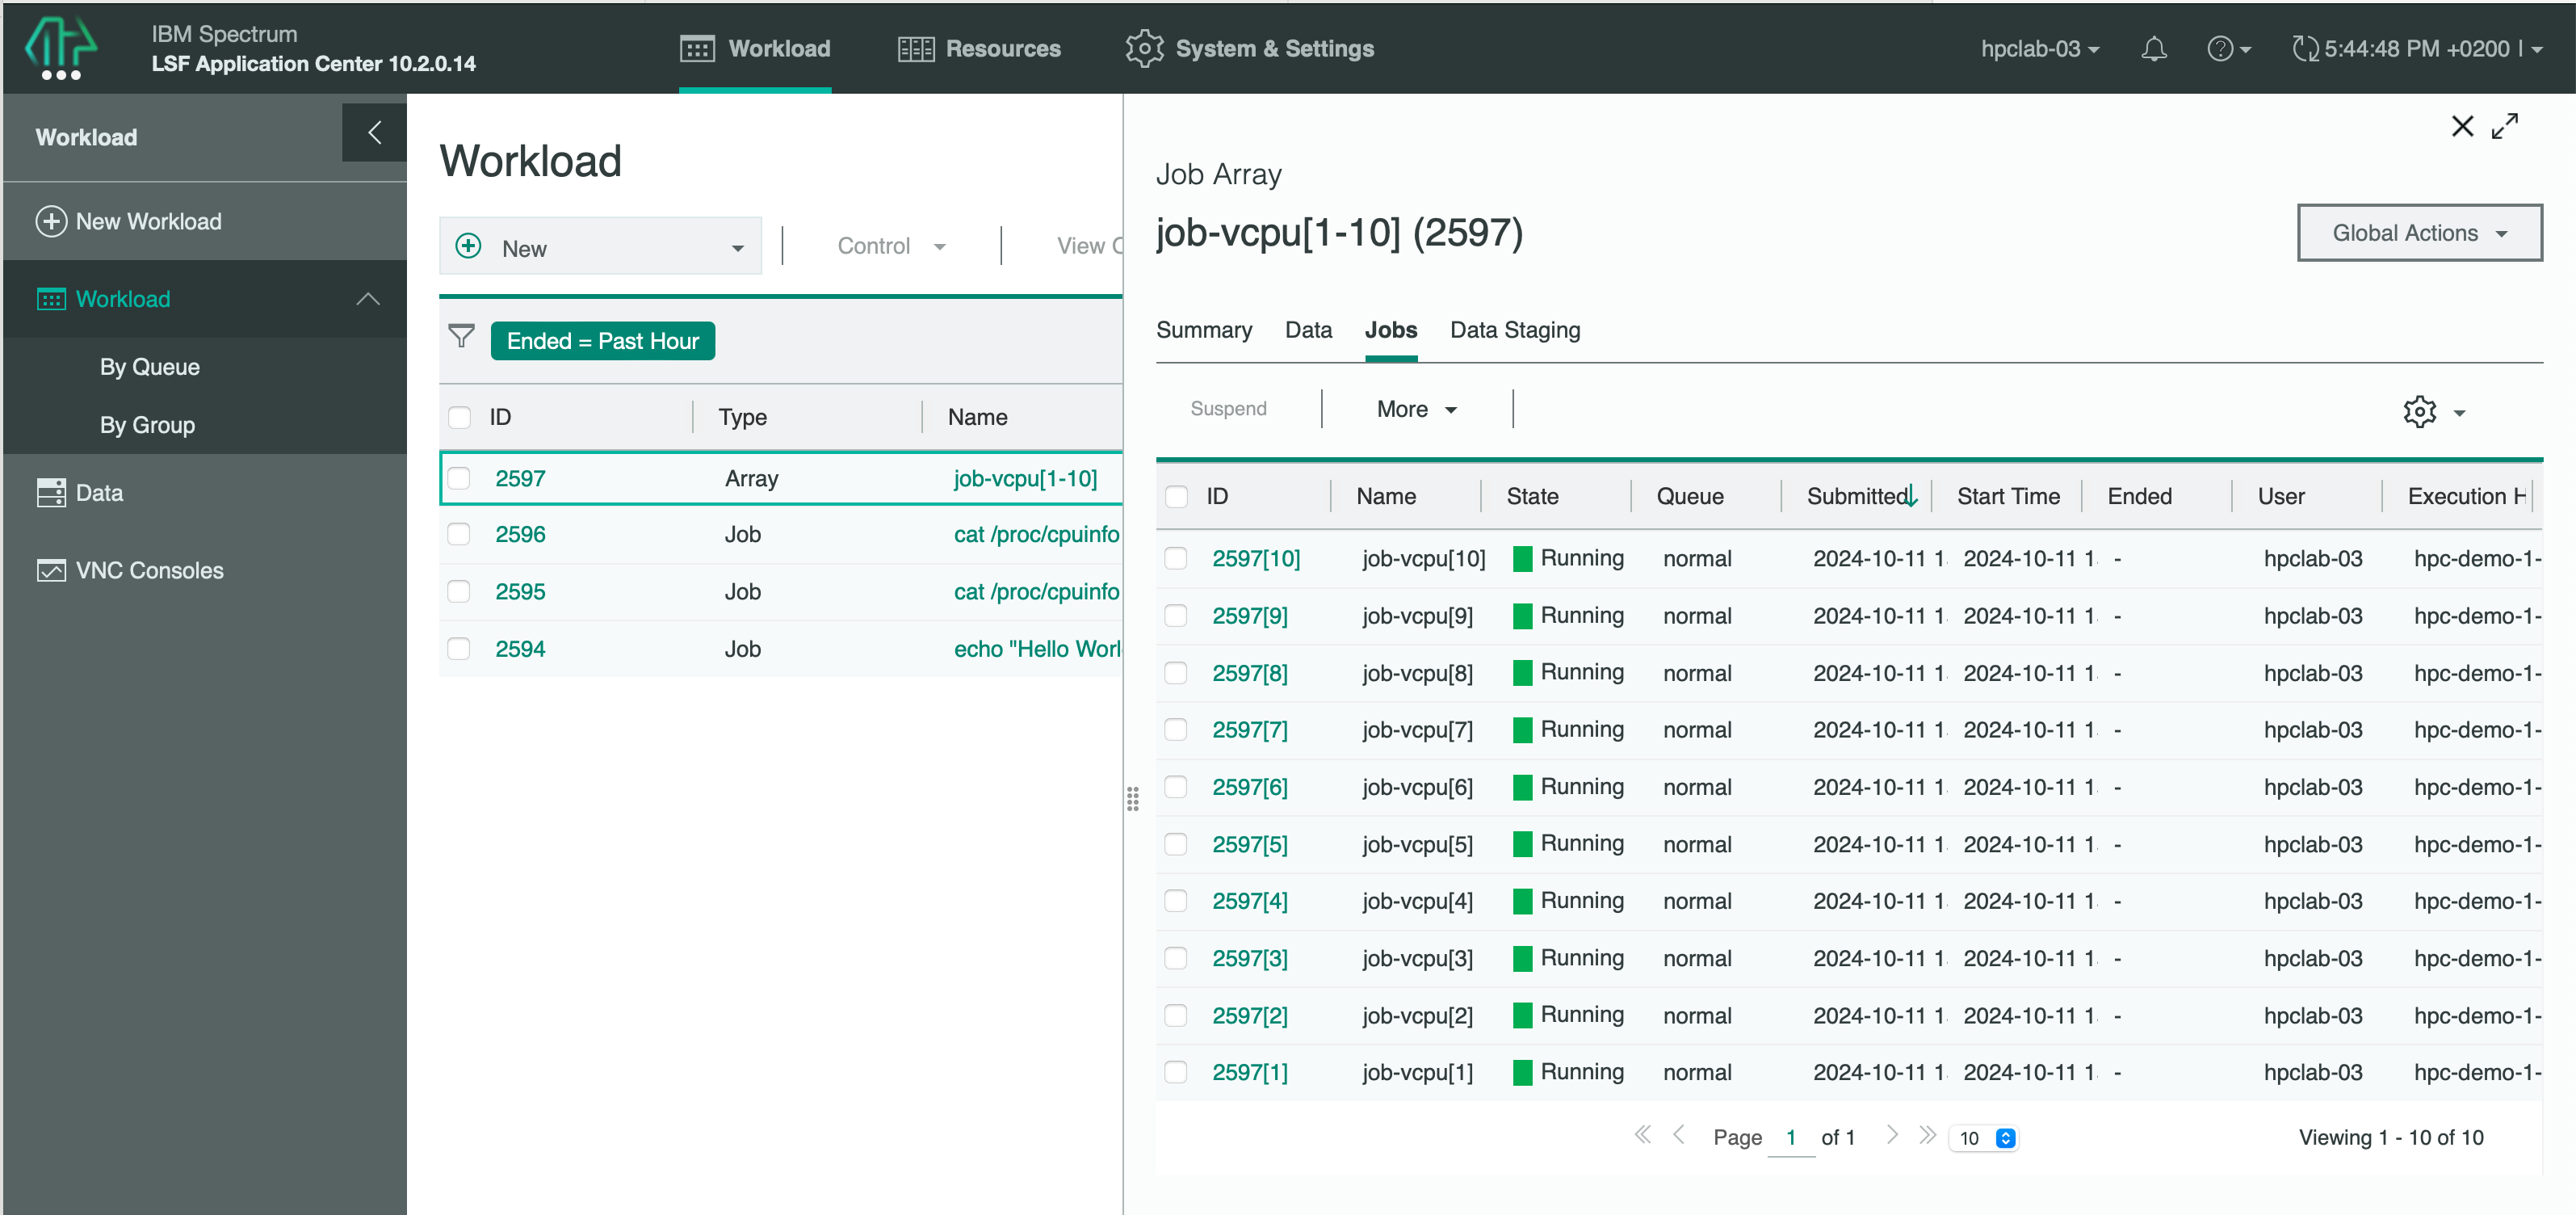 IBM Spectrum
LSF Application Center 10.2.0.14
Workload
Resources
System & Settings
hpclab-03
5:44:48 PM +0200
Workload
New Workload
Workload
By Queue
By Group
Data
VNC Consoles
Workload
New
Control
View
Ended = Past Hour
ID Type Name
2597 Array job-vcpu[1-10]
2596 Job cat /proc/cpuinfo
2595 Job cat /proc/cpuinfo
2594 Job echo "Hello Worl
Job Array
job-vcpu[1-10] (2597)
Global Actions
Summary Data Jobs Data Staging
Suspend More
ID Name State Queue Submitted Start Time Ended User Execution H
2597[10] job-vcpu[10] Running normal 2024-10-11 1 2024-10-11 1 - hpclab-03 hpc-demo-1-
2597[9] job-vcpu[9] Running normal 2024-10-11 1 2024-10-11 1 - hpclab-03 hpc-demo-1-
2597[8] job-vcpu[8] Running normal 2024-10-11 1 2024-10-11 1 - hpclab-03 hpc-demo-1-
2597[7] job-vcpu[7] Running normal 2024-10-11 1 2024-10-11 1 - hpclab-03 hpc-demo-1-
2597[6] job-vcpu[6] Running normal 2024-10-11 1 2024-10-11 1 - hpclab-03 hpc-demo-1-
2597[5] job-vcpu[5] Running normal 2024-10-11 1 2024-10-11 1 - hpclab-03 hpc-demo-1-
2597[4] job-vcpu[4] Running normal 2024-10-11 1 2024-10-11 1 - hpclab-03 hpc-demo-1-
2597[3] job-vcpu[3] Running normal 2024-10-11 1 2024-10-11 1 - hpclab-03 hpc-demo-1-
2597[2] job-vcpu[2] Running normal 2024-10-11 1 2024-10-11 1 - hpclab-03 hpc-demo-1-
2597[1] job-vcpu[1] Running normal 2024-10-11 1 2024-10-11 1 - hpclab-03 hpc-demo-1-
Page 1 of 1 10 Viewing 1 - 10 of 10